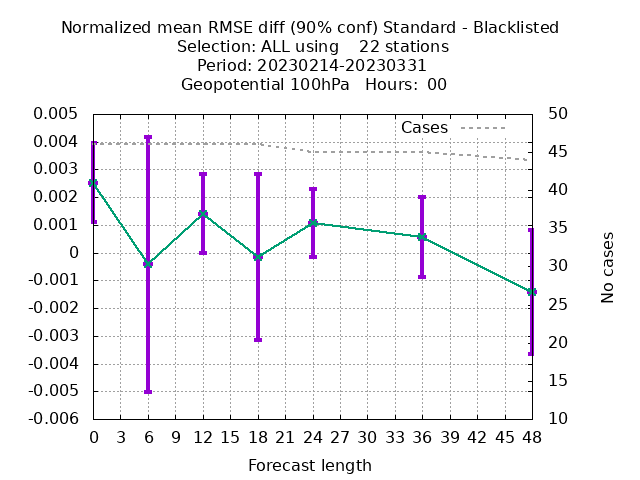 Normalized mean RMSE diff (90% conf) Standard - Blacklisted
Selection: ALL using    22 stations
Period: 20230214-20230331
Geopotential 100hPa   Hours:  00
Cases
0.005
0.004
0.003
0.002
0.001
0
-0.001
-0.002
-0.003
-0.004
-0.005
-0.006
50
45
40
35
30
25
20
15
10
No cases
0 3 6 9 12 15 18 21 24 27 30 33 36 39 42 45 48
Forecast length